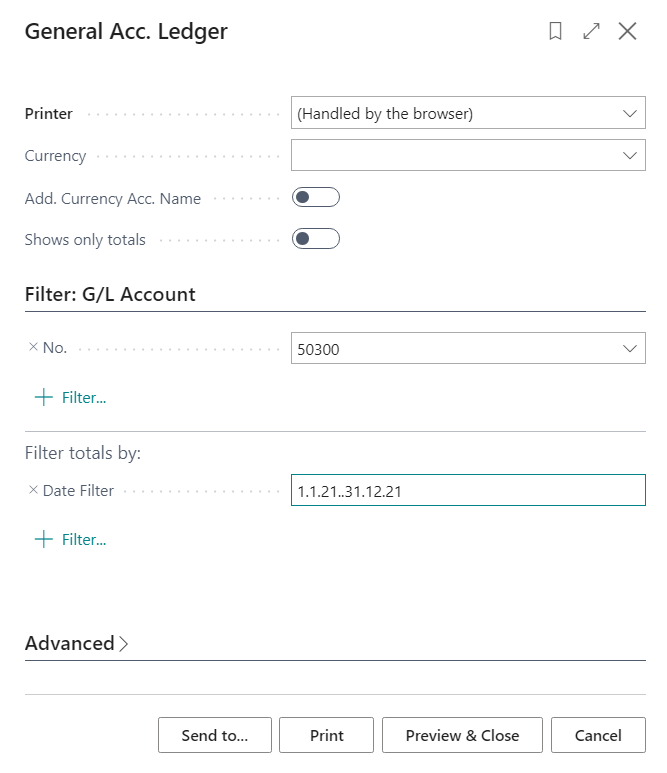 General Acc. Ledger
Printer (Handled by the browser)
Currency
Add. Currency Acc. Name
Shows only totals
Filter: G/L Account
× No. 50300
+ Filter...
Filter totals by:
× Date Filter 1.1.21..31.12.21
+ Filter...
Advanced >
Send to... Print Preview & Close Cancel